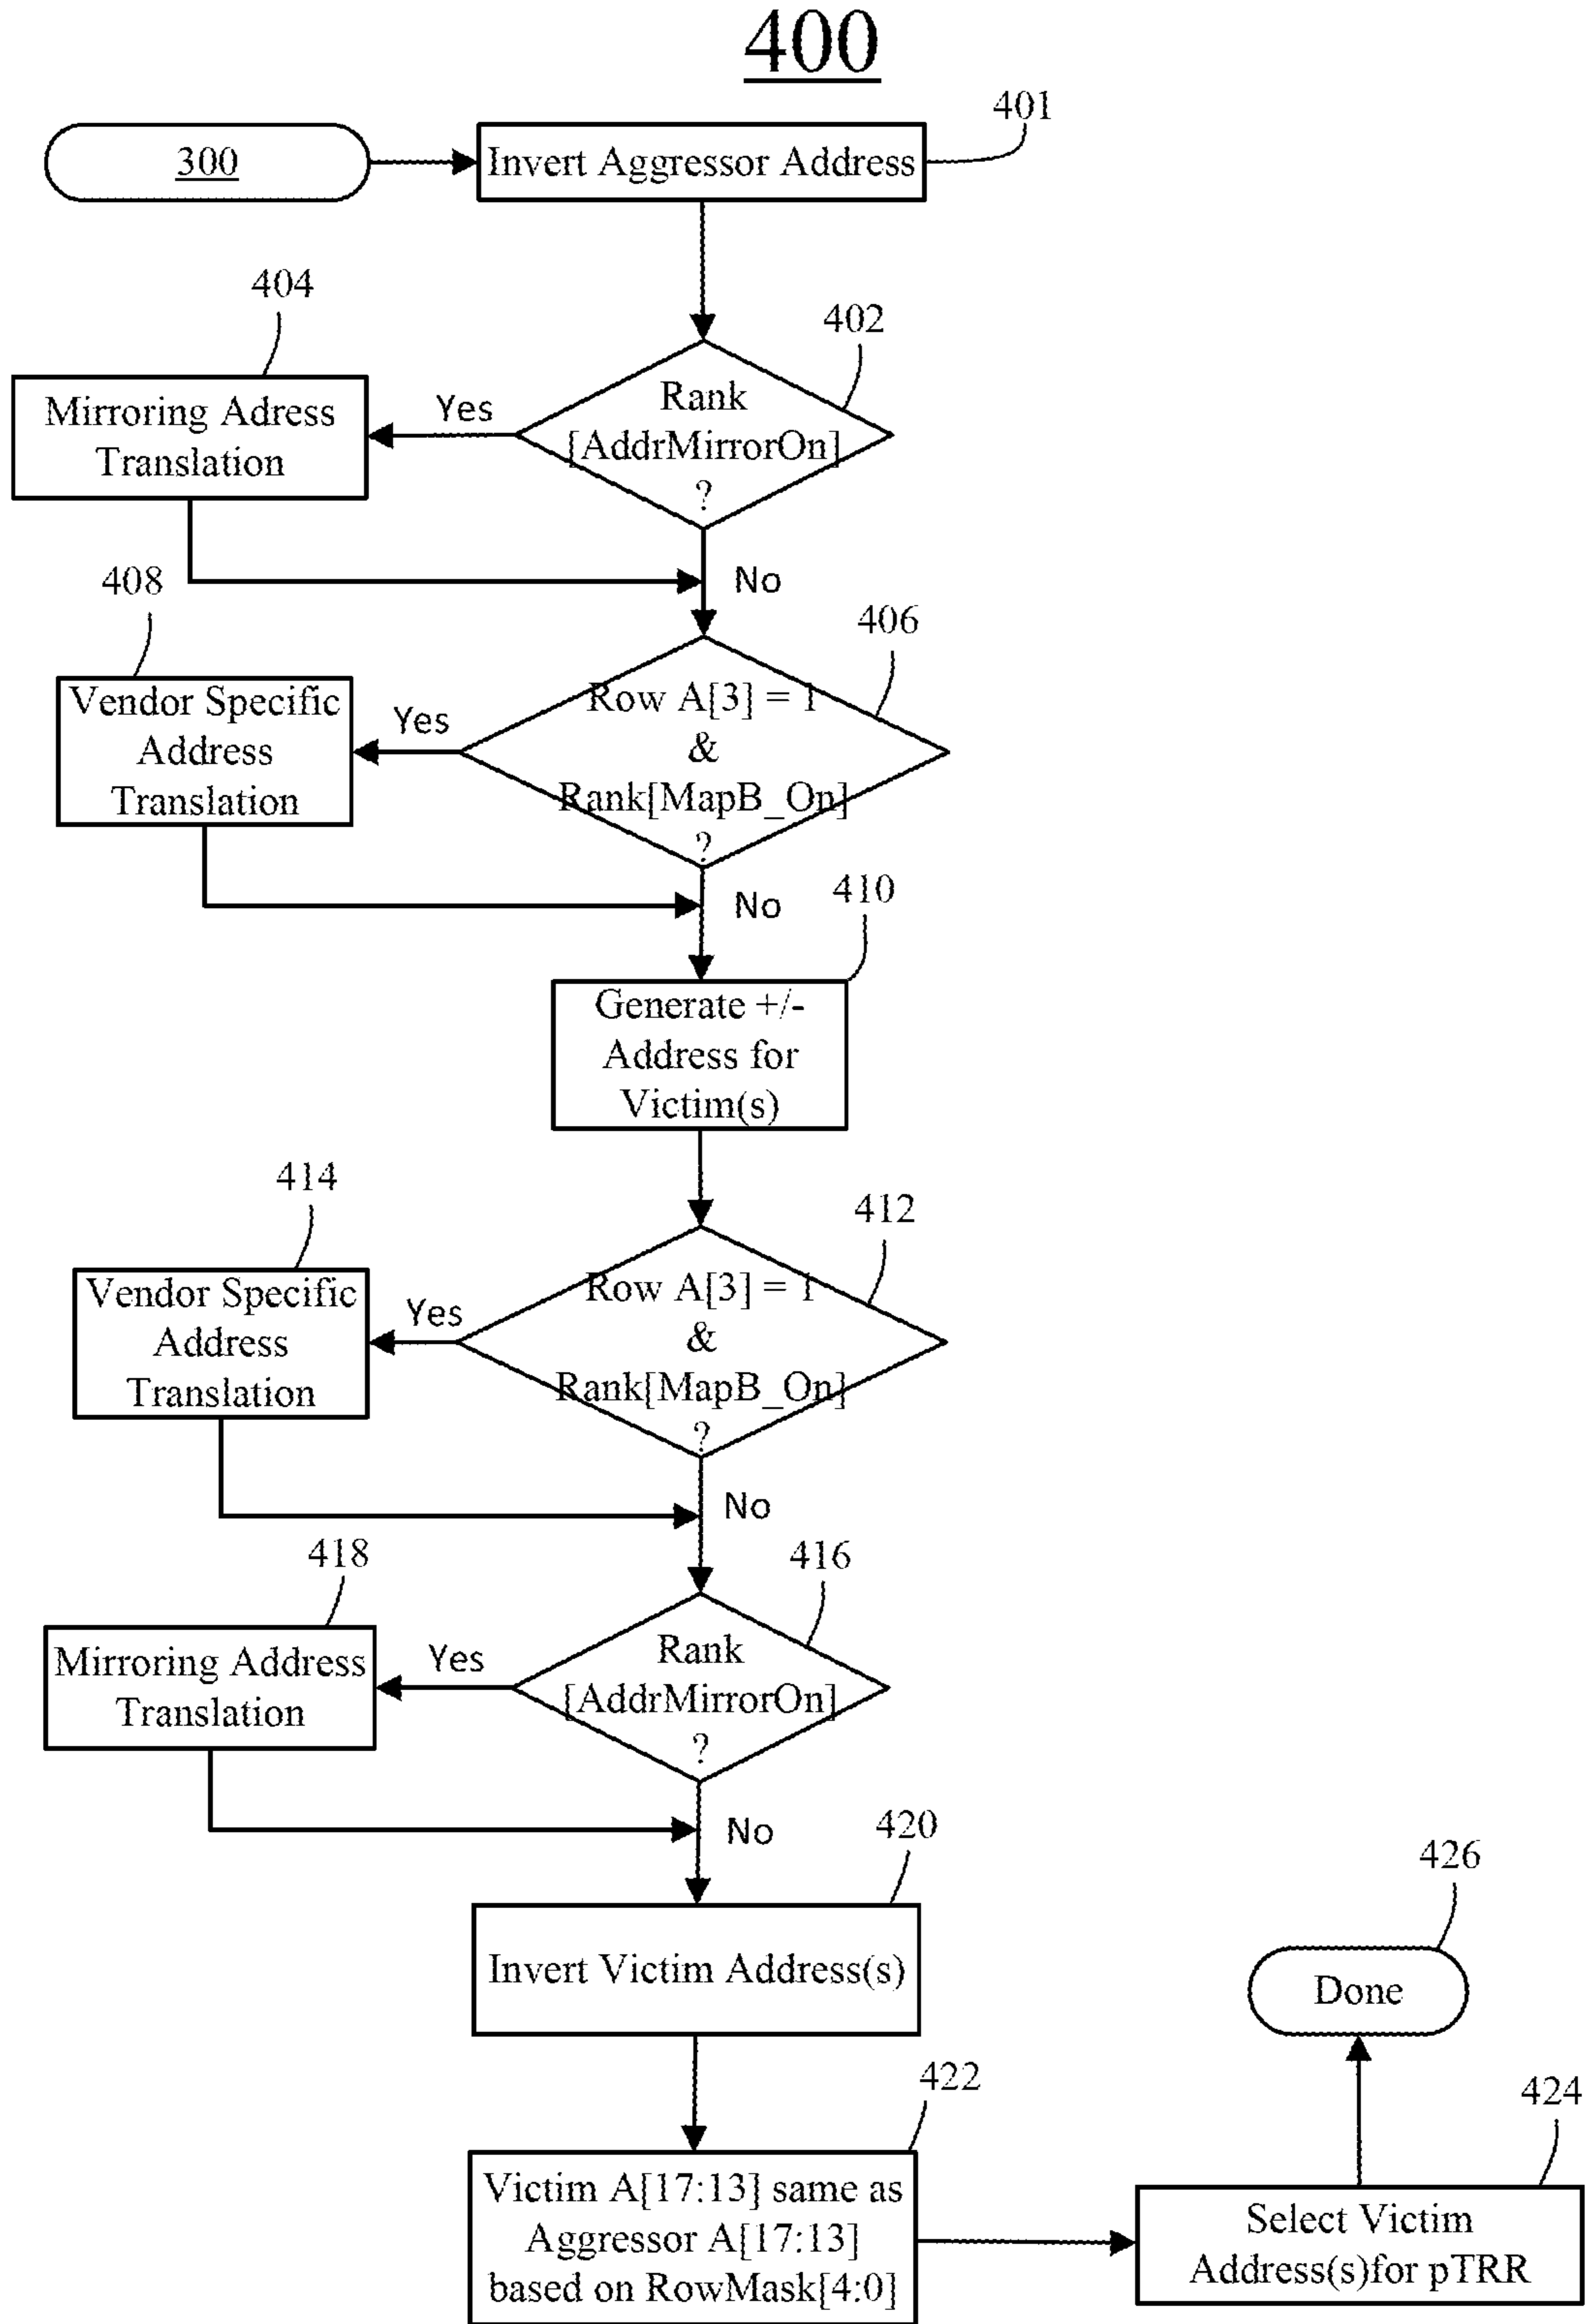 400
401
300
Invert Aggressor Address
404
402
Mirroring Adress
Translation
Yes
Rank
[AddrMirrorOn]
?
No
408
406
Vendor Specific
Address
Translation
Yes
Row A[3] = 1
&
Rank[MapB_On]
?
No
410
Generate +/-
Address for
Victim(s)
414
412
Vendor Specific
Address
Translation
Yes
Row A[3] = 1
&
Rank[MapB_On]
?
No
418
416
Mirroring Address
Translation
Yes
Rank
[AddrMirrorOn]
?
No
420
Invert Victim Address(s)
426
Done
422
Victim A[17:13] same as
Aggressor A[17:13]
based on RowMask[4:0]
424
Select Victim
Address(s)for pTRR